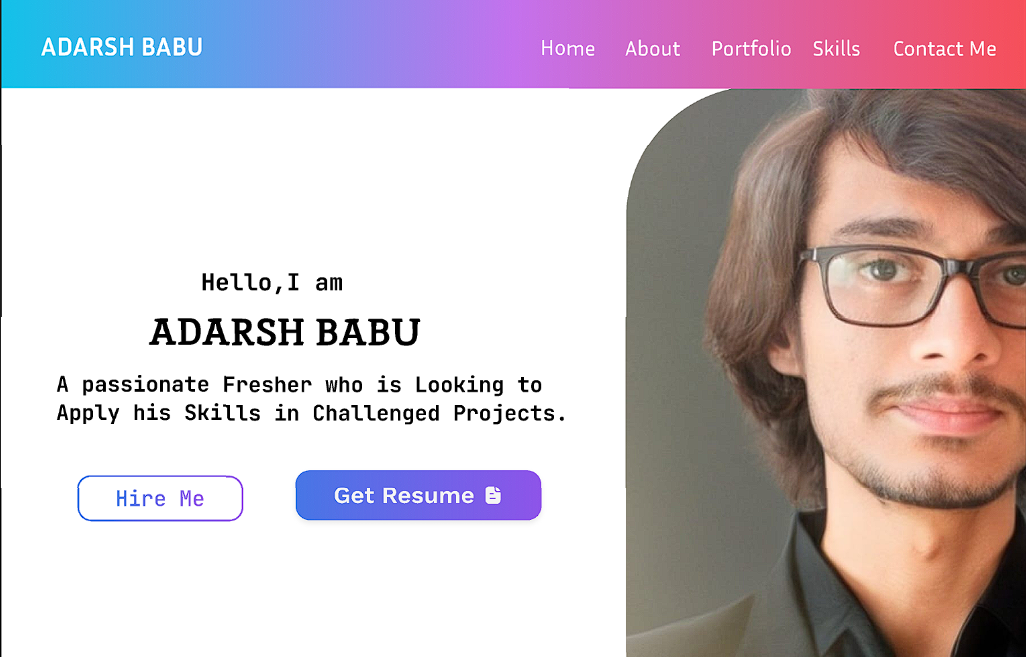 ADARSH BABU
Home About Portfolio Skills Contact Me
Hello,I am
ADARSH BABU
A passionate Fresher who is Looking to
Apply his Skills in Challenged Projects.
Hire Me
Get Resume